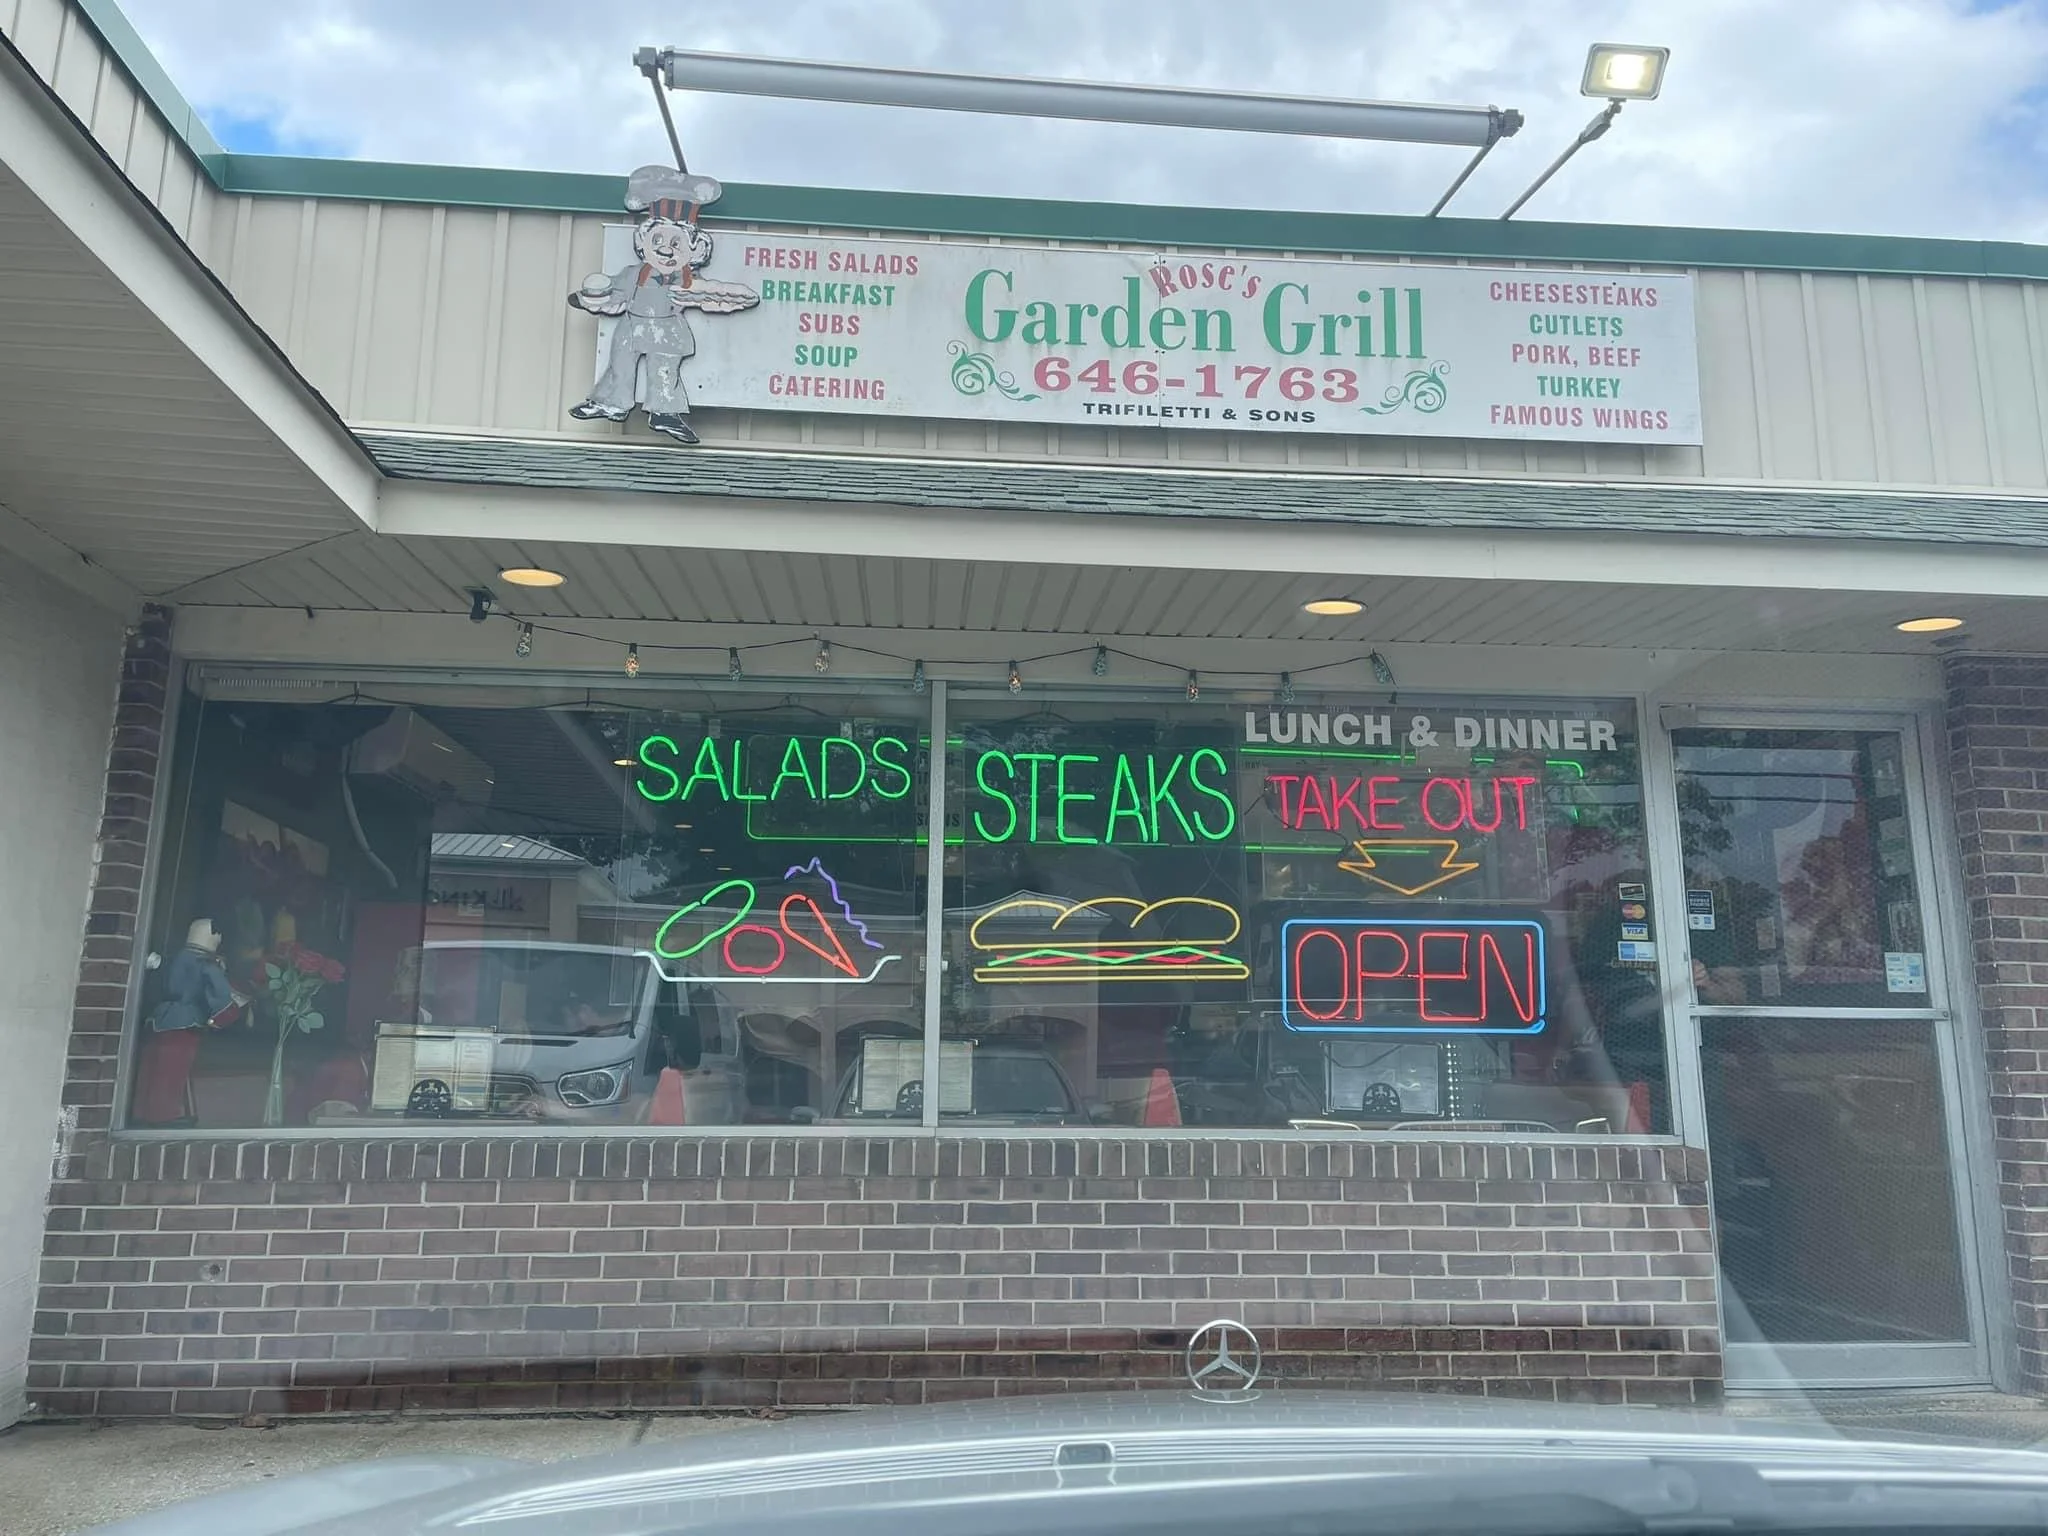 FRESH SALADS
BREAKFAST
SUBS
SOUP
CATERING
Rose's
Garden Grill
646-1763
TRIFILETTI & SONS
CHEESESTEAKS
CUTLETS
PORK, BEEF
TURKEY
FAMOUS WINGS
LUNCH & DINNER
SALADS
STEAKS
TAKE OUT
OPEN
VISA